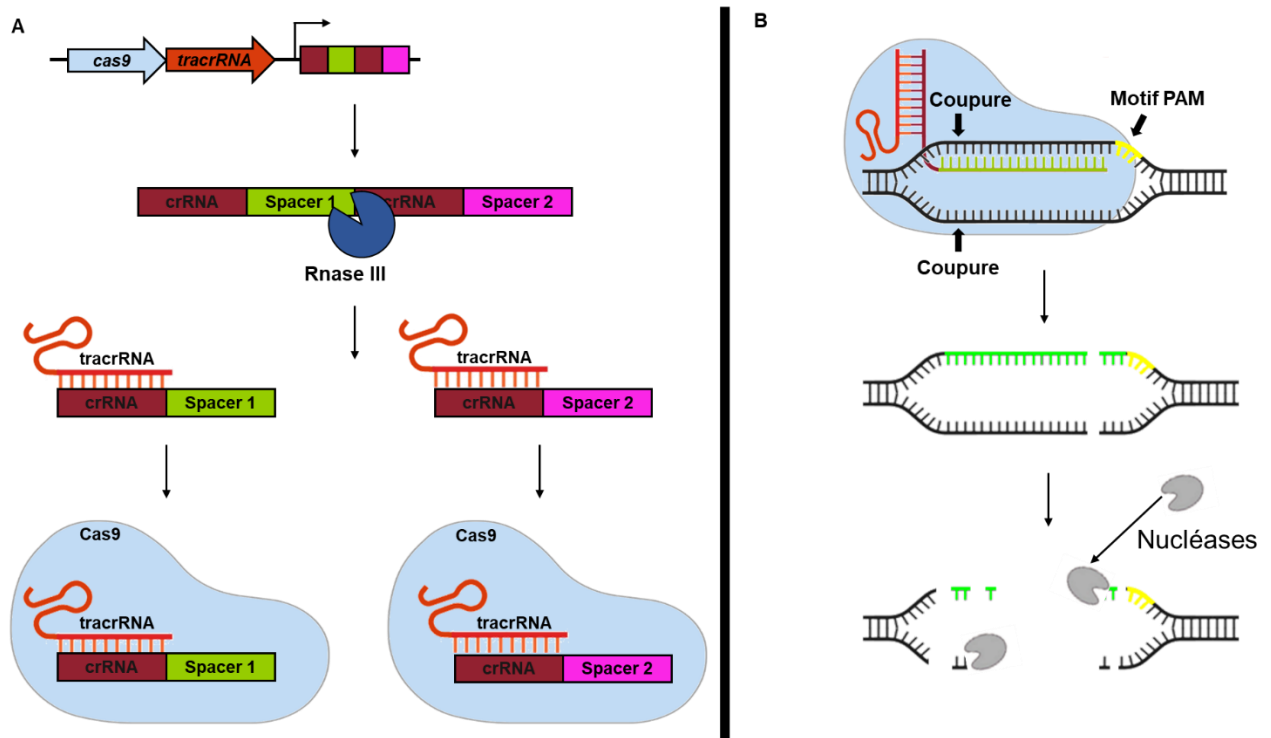 A
cas9 tracrRNA
crRNA Spacer 1 crRNA Spacer 2
Rnase III
tracrRNA
crRNA Spacer 1
tracrRNA
crRNA Spacer 2
Cas9
tracrRNA
crRNA Spacer 1
Cas9
tracrRNA
crRNA Spacer 2
B
Coupure
Motif PAM
Coupure
Nucléases